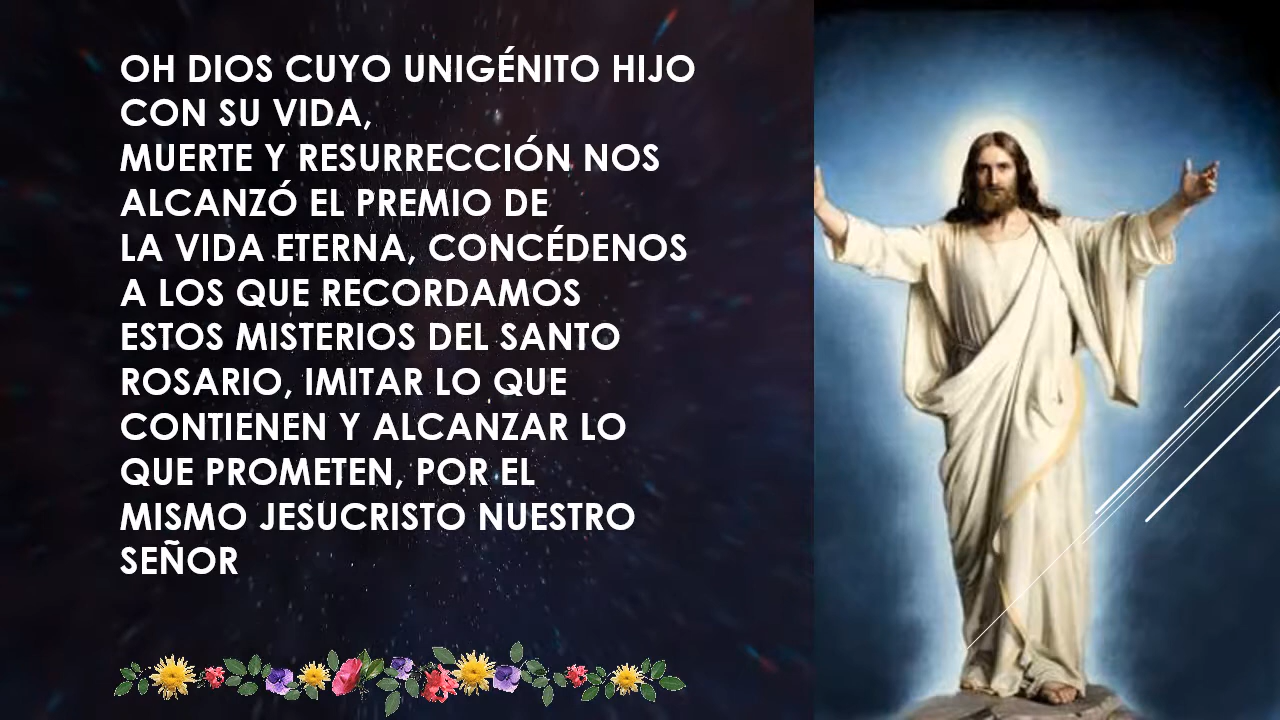 OH DIOS CUYO UNIGÉNITO HIJO
CON SU VIDA,
MUERTE Y RESURRECCIÓN NOS
ALCANZÓ EL PREMIO DE
LA VIDA ETERNA, CONCÉDENOS
A LOS QUE RECORDAMOS
ESTOS MISTERIOS DEL SANTO
ROSARIO, IMITAR LO QUE
CONTIENEN Y ALCANZAR LO
QUE PROMETEN, POR EL
MISMO JESUCRISTO NUESTRO
SEÑOR